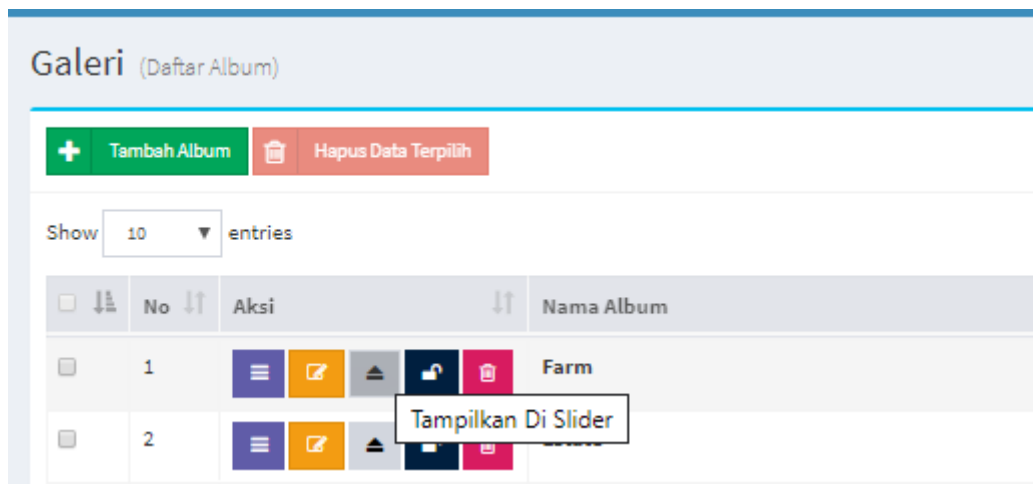 Galeri (Daftar Album)
Tambah Album Hapus Data Terpilih
Show 10 entries
No Aksi Nama Album
1 Farm
Tampilkan Di Slider
2